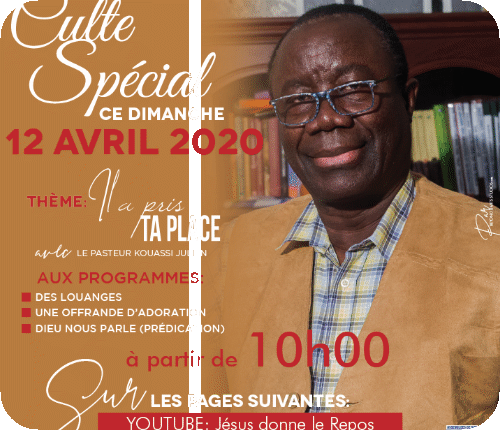 Culte
Spécial
CE DIMANCHE
12 AVRIL 2020
THÈME: Il a pris
TA PLACE
avec LE PASTEUR KOUASSI JULIEN
AUX PROGRAMMES:
DES LOUANGES
UNE OFFRANDE D'ADORATION
DIEU NOUS PARLE (PRÉDICATION)
à partir de 10h00
Sur LES PAGES SUIVANTES:
YOUTUBE: Jésus donne le Repos